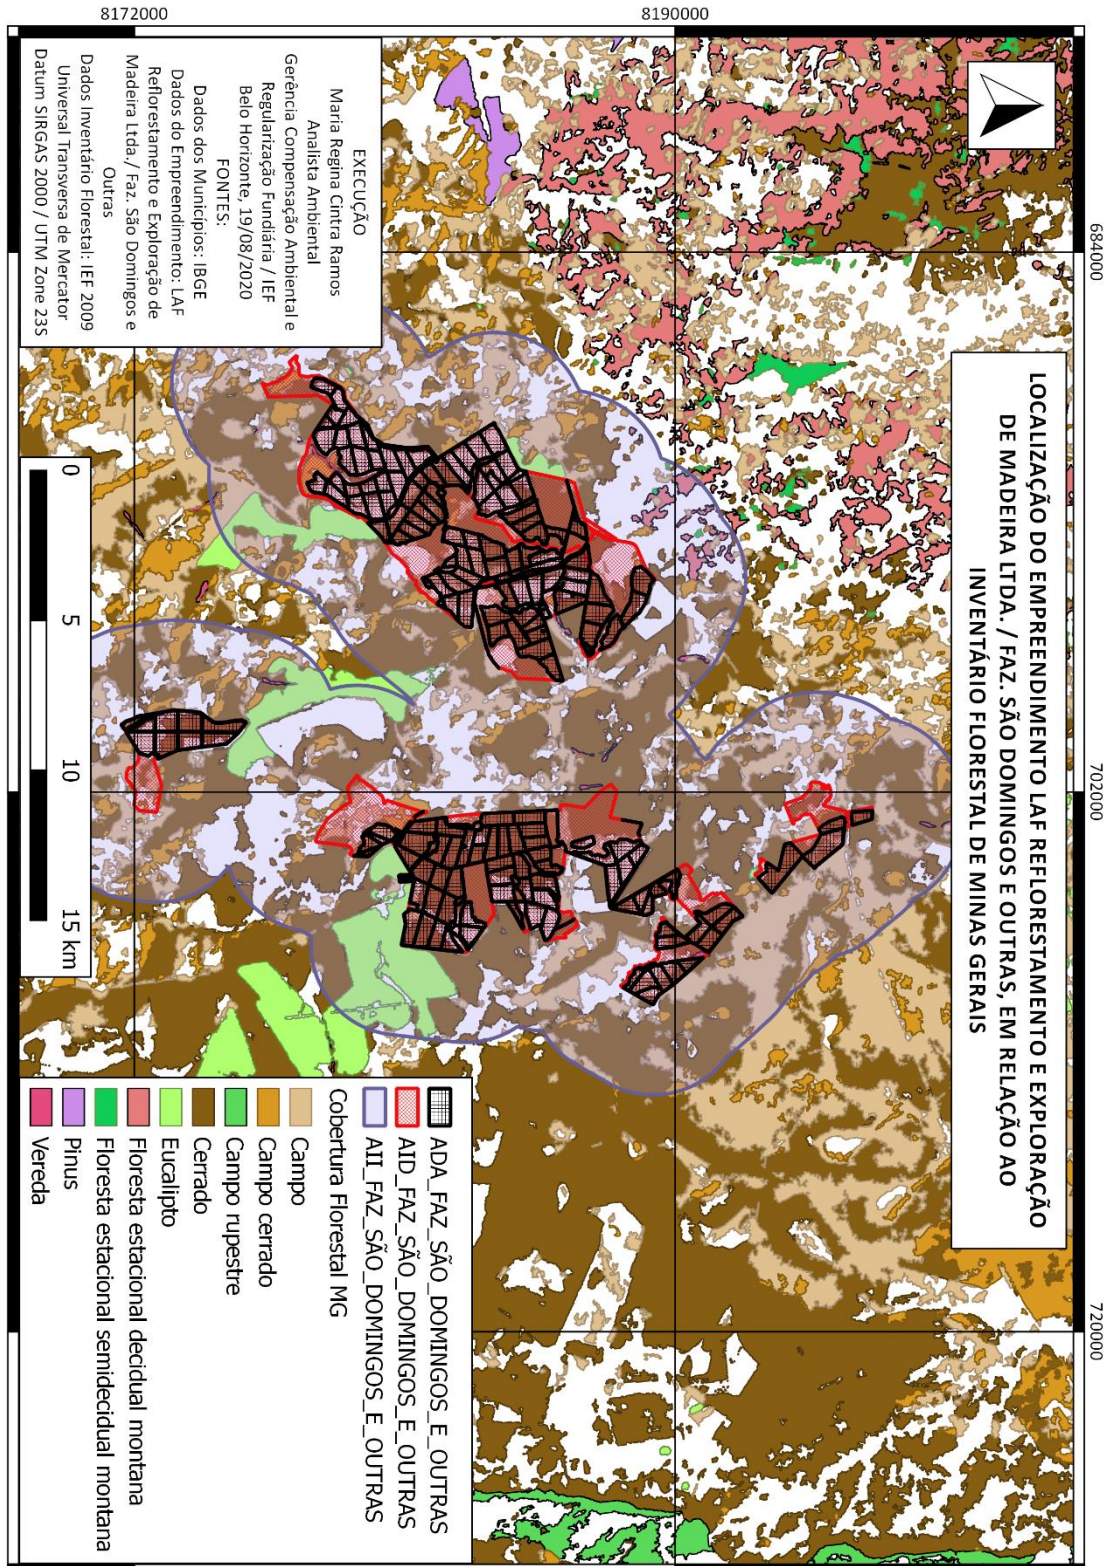 LOCALIZAÇÃO DO EMPREENDIMENTO LAF REFLORESTAMENTO E EXPLORAÇÃO
DE MADEIRA LTDA. / FAZ. SÃO DOMINGOS E OUTRAS, EM RELAÇÃO AO
INVENTÁRIO FLORESTAL DE MINAS GERAIS
684000
702000
720000
8190000
8172000
EXECUÇÃO
Maria Regina Cintra Ramos
Analista Ambiental
Gerência Compensação Ambiental e
Regularização Fundiária / IEF
Belo Horizonte, 19/08/2020
FONTES:
Dados dos Municípios: IBGE
Dados do Empreendimento: LAF
Reflorestamento e Exploração de
Madeira Ltda./ Faz. São Domingos e
Outras
Dados Inventário Florestal: IEF 2009
Universal Transversa de Mercator
Datum SIRGAS 2000 / UTM Zone 23S
0 5 10 15 km
ADA_FAZ_SÃO_DOMINGOS_E_OUTRAS
AID_FAZ_SÃO_DOMINGOS_E_OUTRAS
AII_FAZ_SÃO_DOMINGOS_E_OUTRAS
Cobertura Florestal MG
Campo
Campo cerrado
Campo rupestre
Cerrado
Eucalipto
Floresta estacional decidual montana
Floresta estacional semidecidual montana
Pinus
Vereda